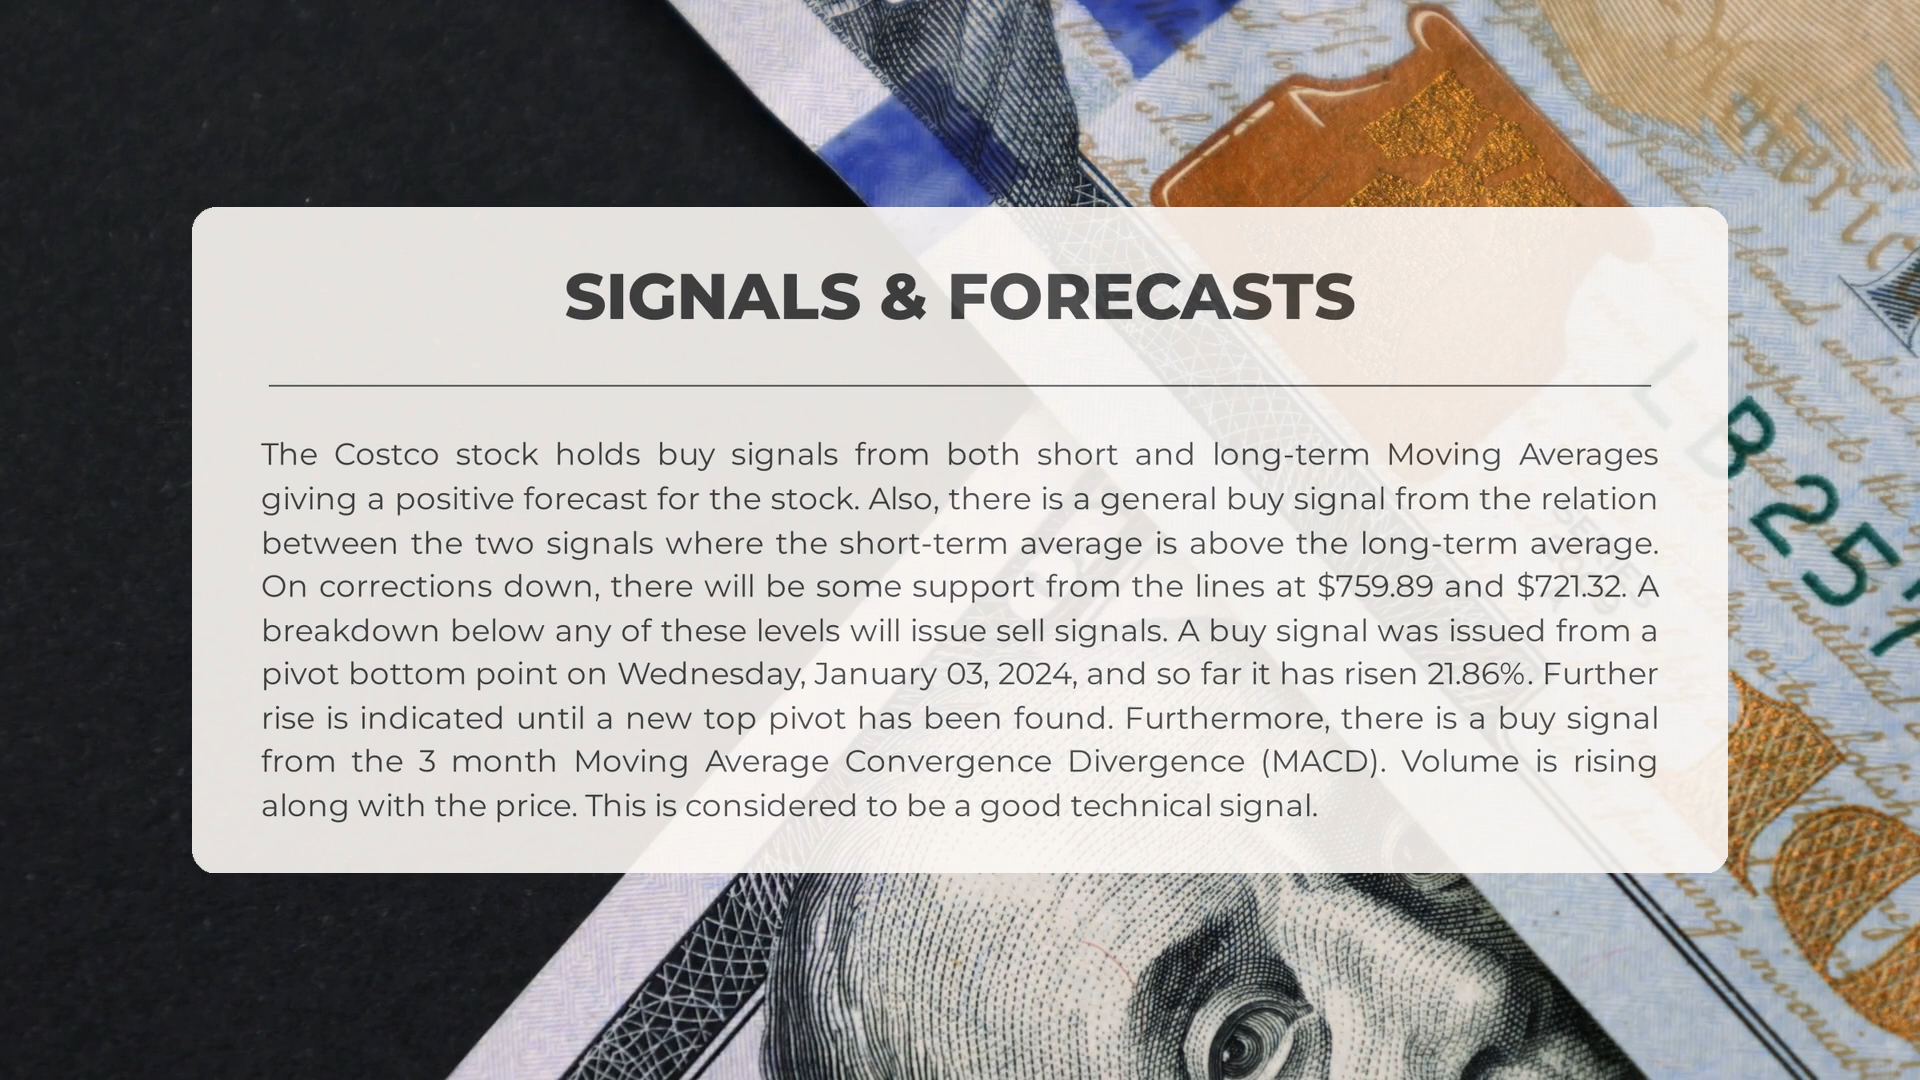 SIGNALS & FORECASTS
The Costco stock holds buy signals from both short and long-term Moving Averages
giving a positive forecast for the stock. Also, there is a general buy signal from the relation
between the two signals where the short-term average is above the long-term average.
On corrections down, there will be some support from the lines at $759.89 and $721.32. A
breakdown below any of these levels will issue sell signals. A buy signal was issued from a
pivot bottom point on Wednesday, January 03, 2024, and so far it has risen 21.86%. Further
rise is indicated until a new top pivot has been found. Furthermore, there is a buy signal
from the 3 month Moving Average Convergence Divergence (MACD). Volume is rising
along with the price. This is considered to be a good technical signal.